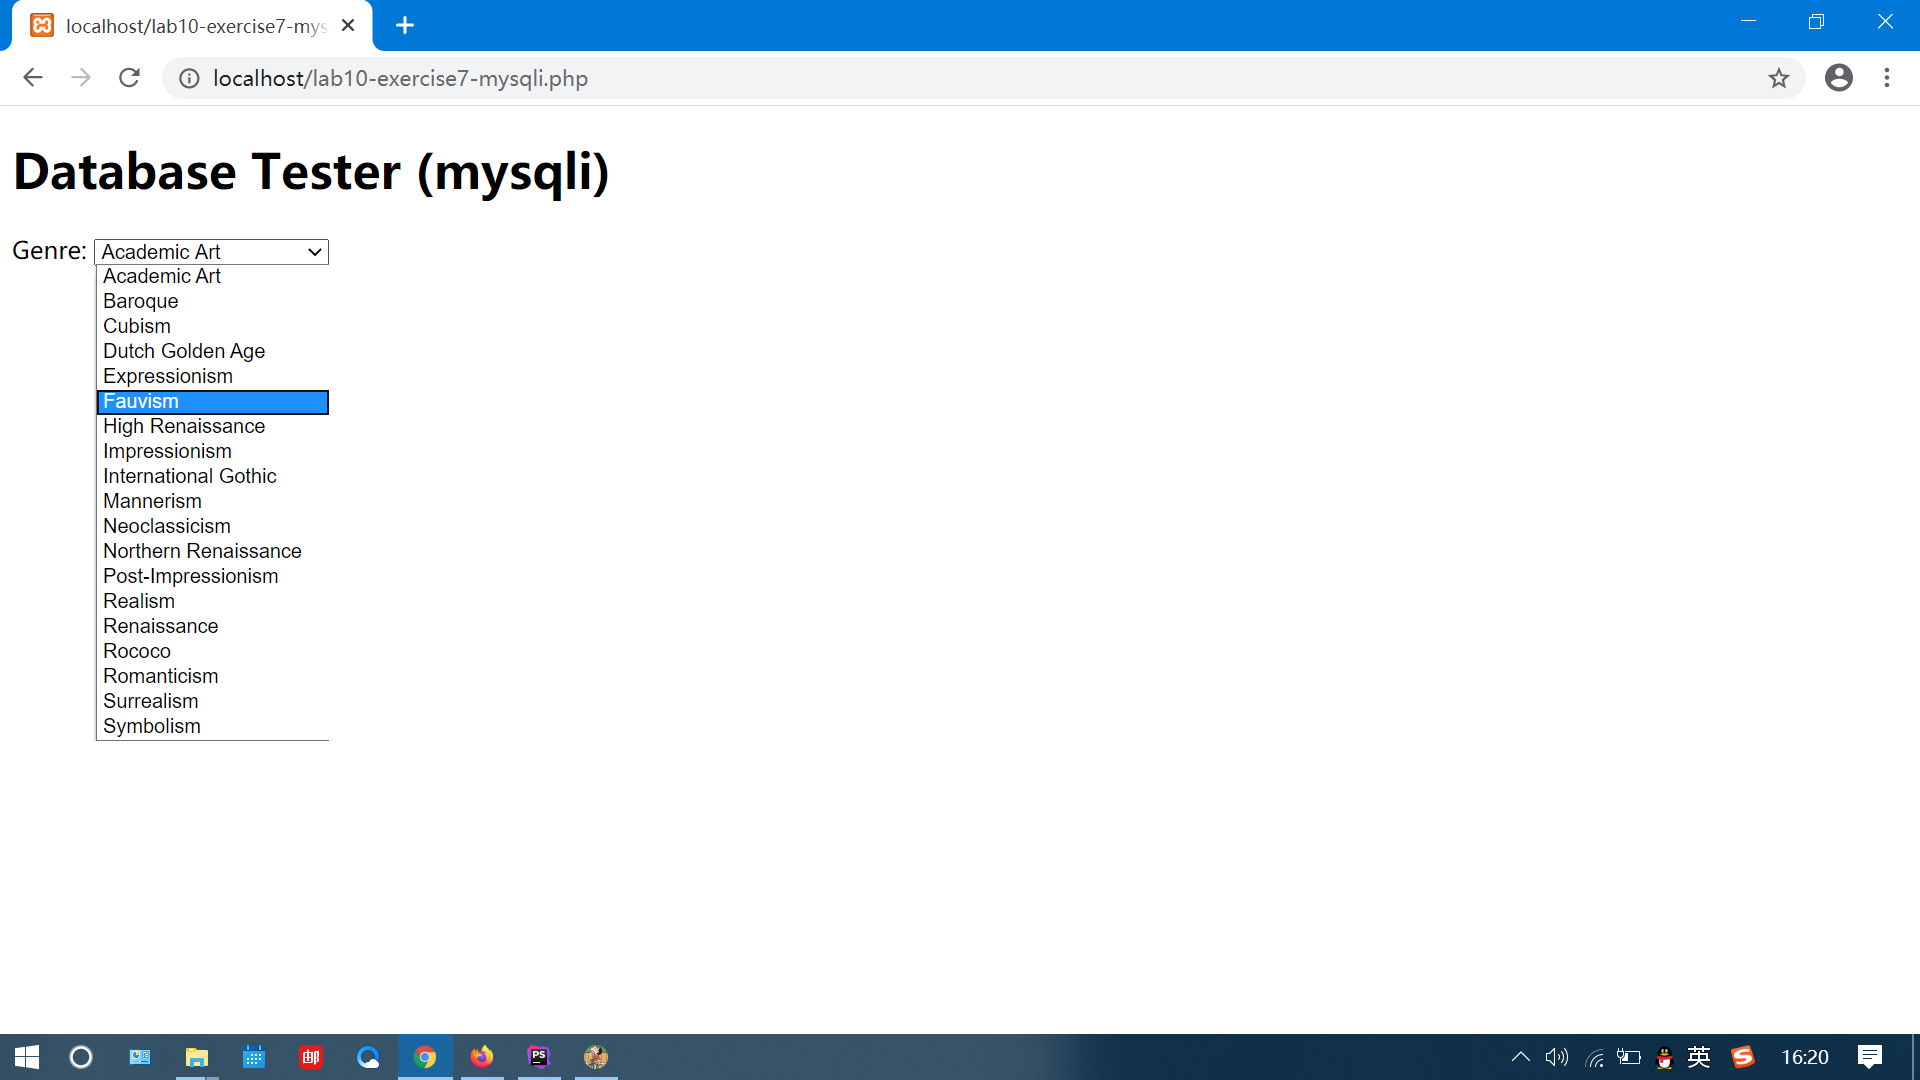 localhost/lab10-exercise7-mys
localhost/lab10-exercise7-mysqli.php
Database Tester (mysqli)
Genre: Academic Art
Academic Art
Baroque
Cubism
Dutch Golden Age
Expressionism
Fauvism
High Renaissance
Impressionism
International Gothic
Mannerism
Neoclassicism
Northern Renaissance
Post-Impressionism
Realism
Renaissance
Rococo
Romanticism
Surrealism
Symbolism
邮
PS
英
S
16:20